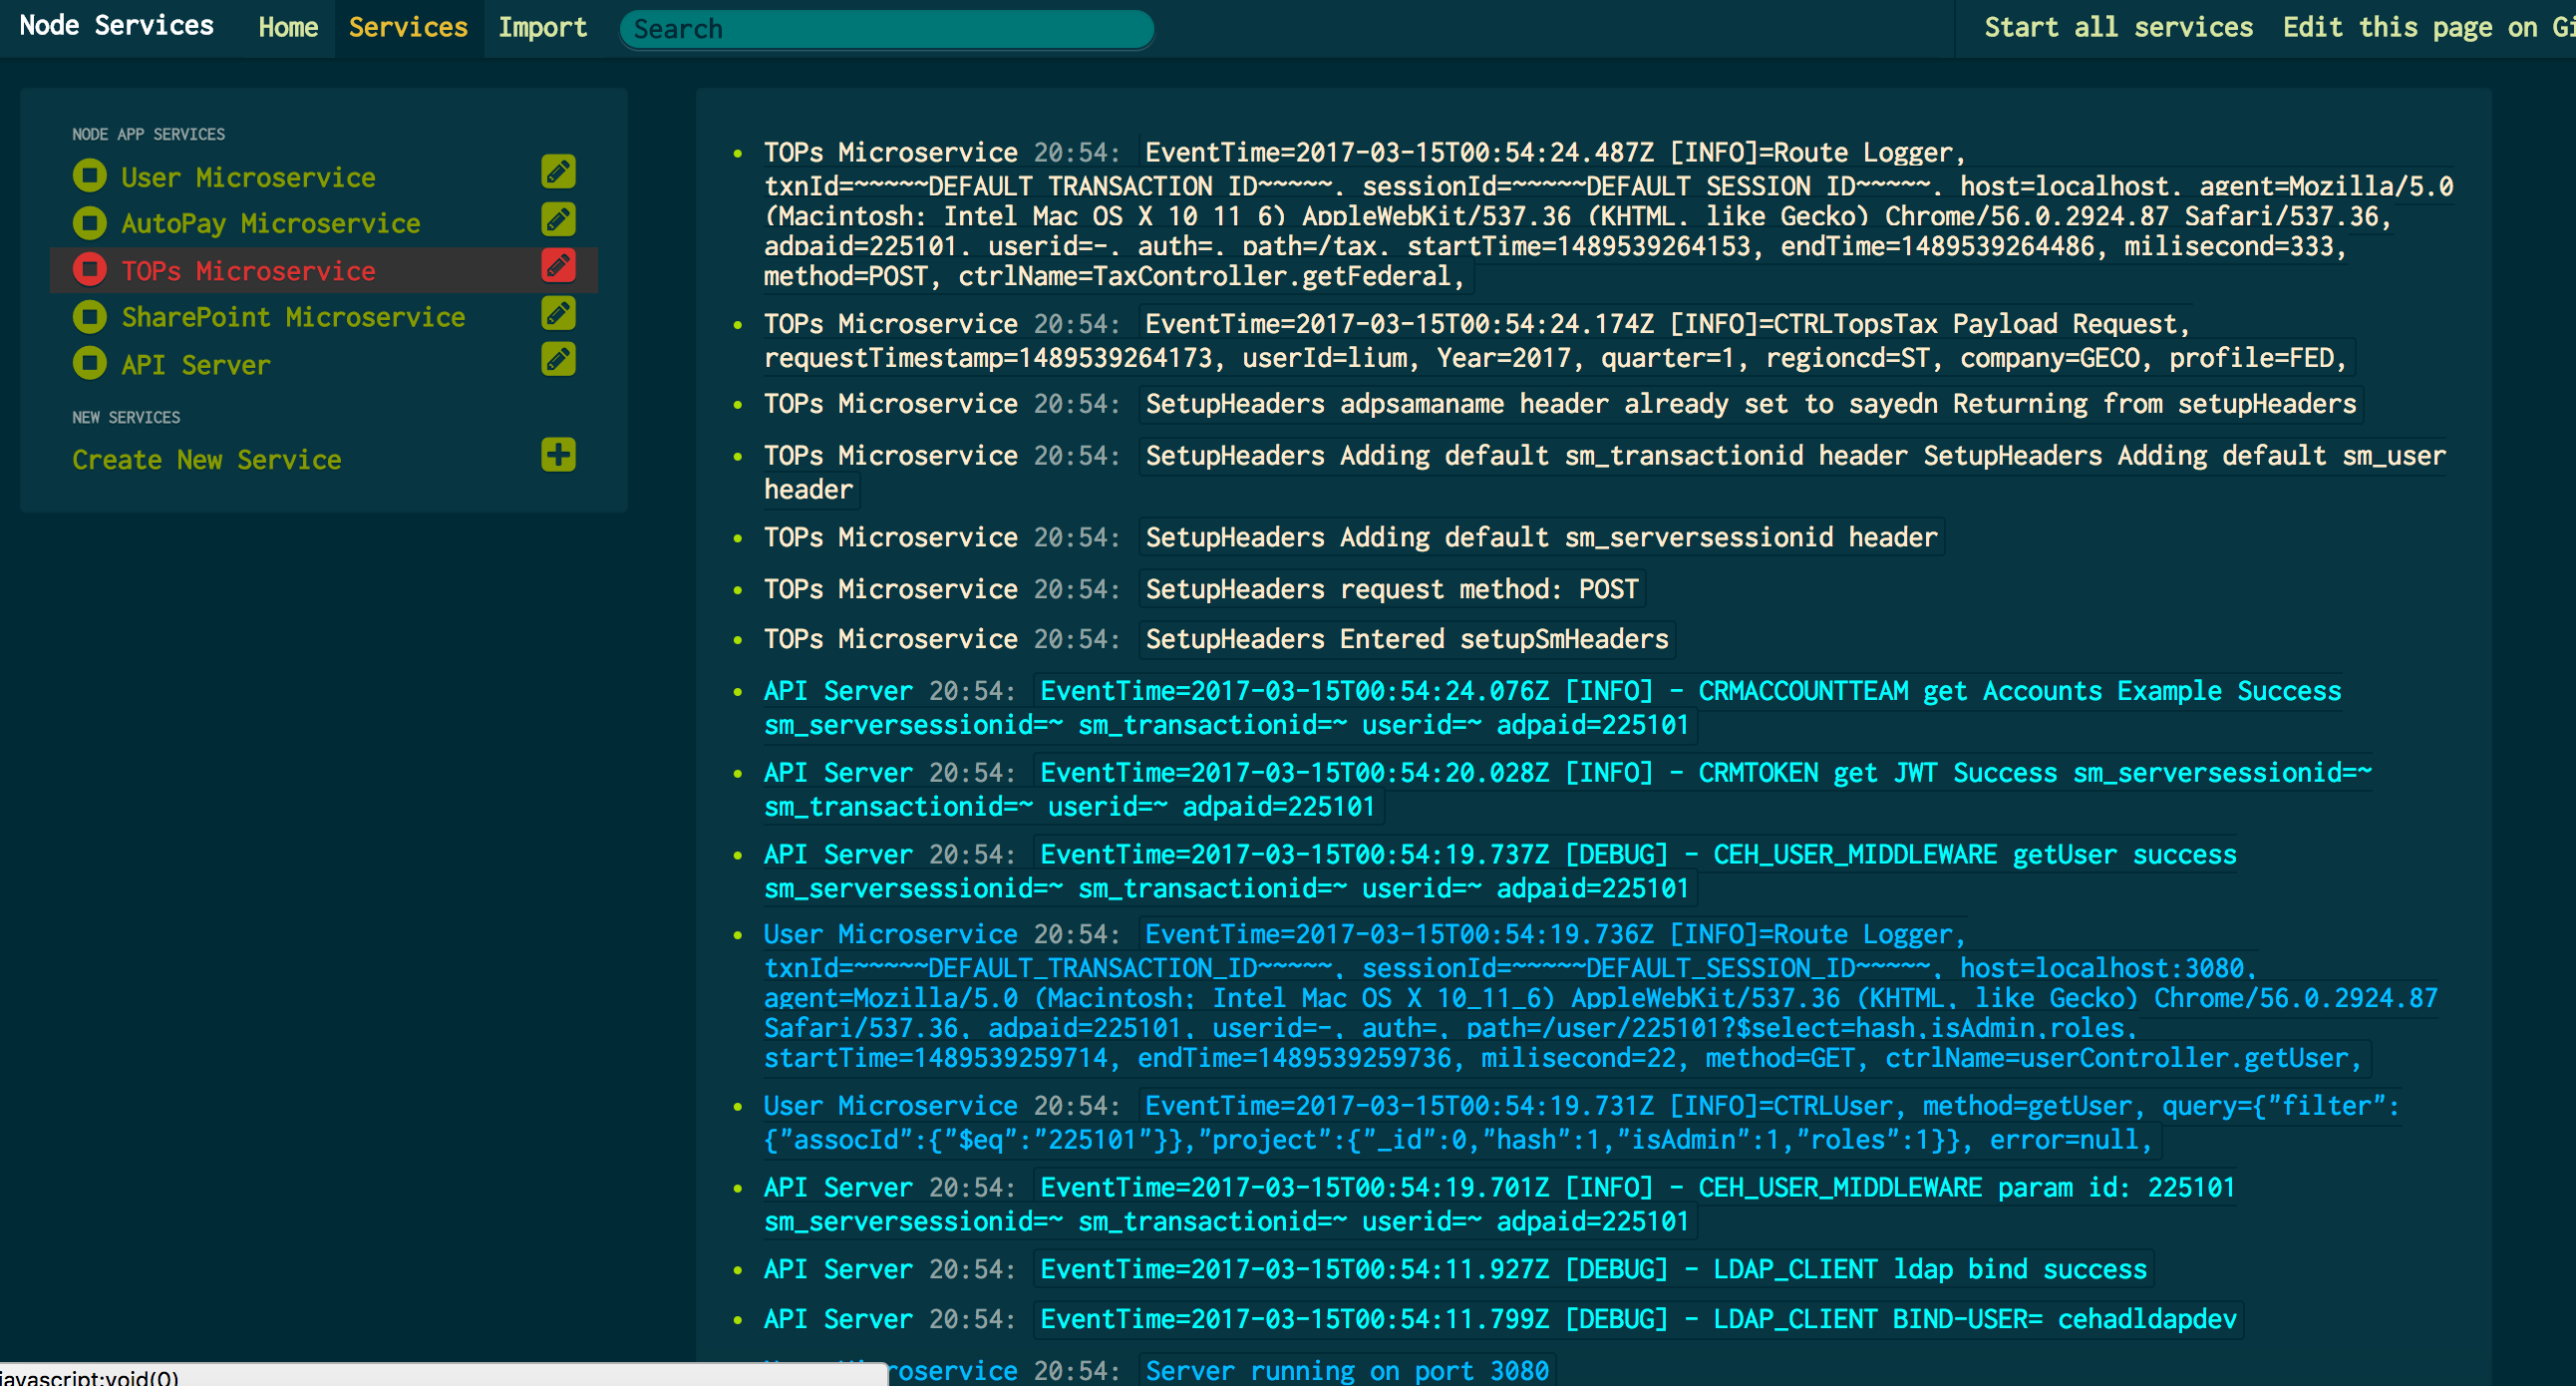 Node Services Home Services Import Search Start all services Edit this page on Gi
NODE APP SERVICES
User Microservice
AutoPay Microservice
TOPs Microservice
SharePoint Microservice
API Server
NEW SERVICES
Create New Service
TOPs Microservice 20:54: EventTime=2017-03-15T00:54:24.487Z [INFO]=Route Logger,
txnId=~~~~~DEFAULT_TRANSACTION_ID~~~~~, sessionId=~~~~~DEFAULT_SESSION_ID~~~~~, host=localhost, agent=Mozilla/5.0
(Macintosh; Intel Mac OS X 10_11_6) AppleWebKit/537.36 (KHTML, like Gecko) Chrome/56.0.2924.87 Safari/537.36,
adpaid=225101, userid=-, auth=, path=/tax, startTime=1489539264153, endTime=1489539264486, milisecond=333,
method=POST, ctrlName=TaxController.getFederal,
TOPs Microservice 20:54: EventTime=2017-03-15T00:54:24.174Z [INFO]=CTRLTopsTax Payload Request,
requestTimestamp=1489539264173, userId=lium, Year=2017, quarter=1, regioncd=ST, company=GECO, profile=FED,
TOPs Microservice 20:54: SetupHeaders adpsamaname header already set to sayedn Returning from setupHeaders
TOPs Microservice 20:54: SetupHeaders Adding default sm_transactionid header SetupHeaders Adding default sm_user
header
TOPs Microservice 20:54: SetupHeaders Adding default sm_serversessionid header
TOPs Microservice 20:54: SetupHeaders request method: POST
TOPs Microservice 20:54: SetupHeaders Entered setupSmHeaders
API Server 20:54: EventTime=2017-03-15T00:54:24.076Z [INFO] - CRMACCOUNTTEAM get Accounts Example Success
sm_serversessionid=~ sm_transactionid=~ userid=~ adpaid=225101
API Server 20:54: EventTime=2017-03-15T00:54:20.028Z [INFO] - CRMTOKEN get JWT Success sm_serversessionid=~
sm_transactionid=~ userid=~ adpaid=225101
API Server 20:54: EventTime=2017-03-15T00:54:19.737Z [DEBUG] - CEH_USER_MIDDLEWARE getUser success
sm_serversessionid=~ sm_transactionid=~ userid=~ adpaid=225101
User Microservice 20:54: EventTime=2017-03-15T00:54:19.736Z [INFO]=Route Logger,
txnId=~~~~~DEFAULT_TRANSACTION_ID~~~~~, sessionId=~~~~~DEFAULT_SESSION_ID~~~~~, host=localhost:3080,
agent=Mozilla/5.0 (Macintosh; Intel Mac OS X 10_11_6) AppleWebKit/537.36 (KHTML, like Gecko) Chrome/56.0.2924.87
Safari/537.36, adpaid=225101, userid=-, auth=, path=/user/225101?$select=hash,isAdmin,roles,
startTime=1489539259714, endTime=1489539259736, milisecond=22, method=GET, ctrlName=userController.getUser,
User Microservice 20:54: EventTime=2017-03-15T00:54:19.731Z [INFO]=CTRLUser, method=getUser, query={"filter":
{"assocId":{"$eq":"225101"}},"project":{"_id":0,"hash":1,"isAdmin":1,"roles":1}}, error=null,
API Server 20:54: EventTime=2017-03-15T00:54:19.701Z [INFO] - CEH_USER_MIDDLEWARE param id: 225101
sm_serversessionid=~ sm_transactionid=~ userid=~ adpaid=225101
API Server 20:54: EventTime=2017-03-15T00:54:11.927Z [DEBUG] - LDAP_CLIENT ldap bind success
API Server 20:54: EventTime=2017-03-15T00:54:11.799Z [DEBUG] - LDAP_CLIENT BIND-USER= cehadldapdev
roservice 20:54: Server running on port 3080
javascript:void(0)